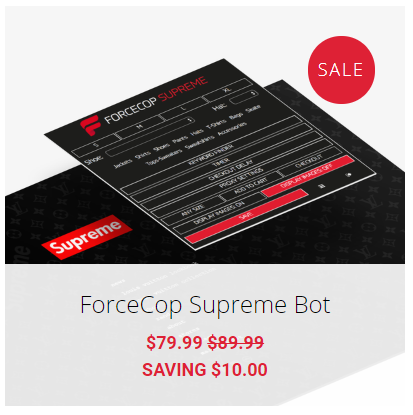 SALE
FORCECOP SUPREME
S M L XL
Shoe: Hat:
Jackets Shirts Shoes Pants Hats T-Shirts Bags Skate
Tops-Sweaters Sweatshirts Accessories
KEYWORD FINDER
TIMER
CHECKOUT DELAY
PROXY SETTINGS
ANY SIZE ADD TO CART CHECKOUT
DISPLAY IMAGES ON DISPLAY IMAGES OFF
SAVE
Supreme
ForceCop Supreme Bot
$79.99 $89.99
SAVING $10.00